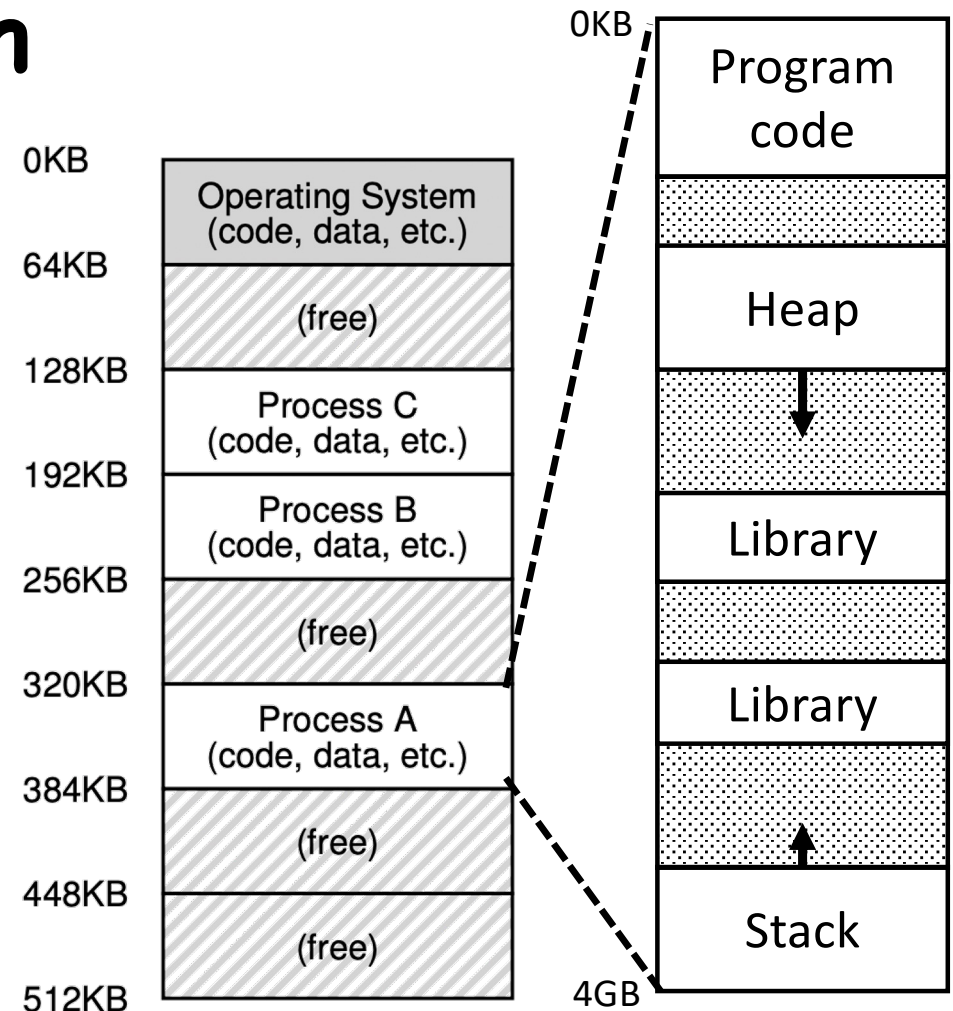 n
0KB
Operating System
(code, data, etc.)
64KB
(free)
128KB
Process C
(code, data, etc.)
192KB
Process B
(code, data, etc.)
256KB
(free)
320KB
Process A
(code, data, etc.)
384KB
(free)
448KB
(free)
512KB
0KB
Program
code
Heap
Library
Library
Stack
4GB